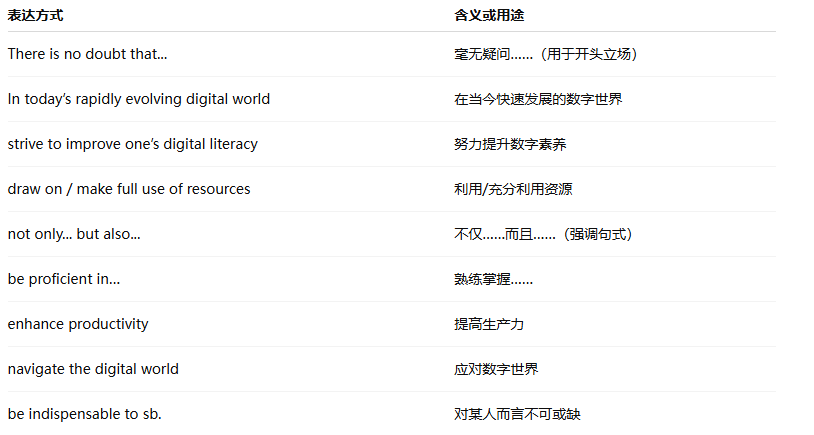 表达方式 含义或用途
There is no doubt that... 毫无疑问……（用于开头立场）
In today’s rapidly evolving digital world 在当今快速发展的数字世界
strive to improve one’s digital literacy 努力提升数字素养
draw on / make full use of resources 利用/充分利用资源
not only... but also... 不仅……而且……（强调句式）
be proficient in... 熟练掌握……
enhance productivity 提高生产力
navigate the digital world 应对数字世界
be indispensable to sb. 对某人而言不可或缺